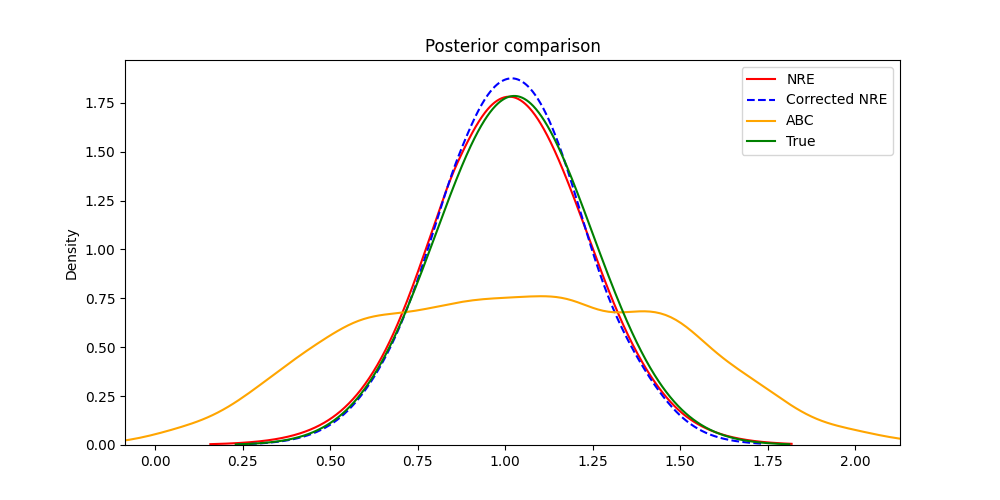 Posterior comparison
NRE
Corrected NRE
ABC
True
Density
1.75
1.50
1.25
1.00
0.75
0.50
0.25
0.00
0.00 0.25 0.50 0.75 1.00 1.25 1.50 1.75 2.00